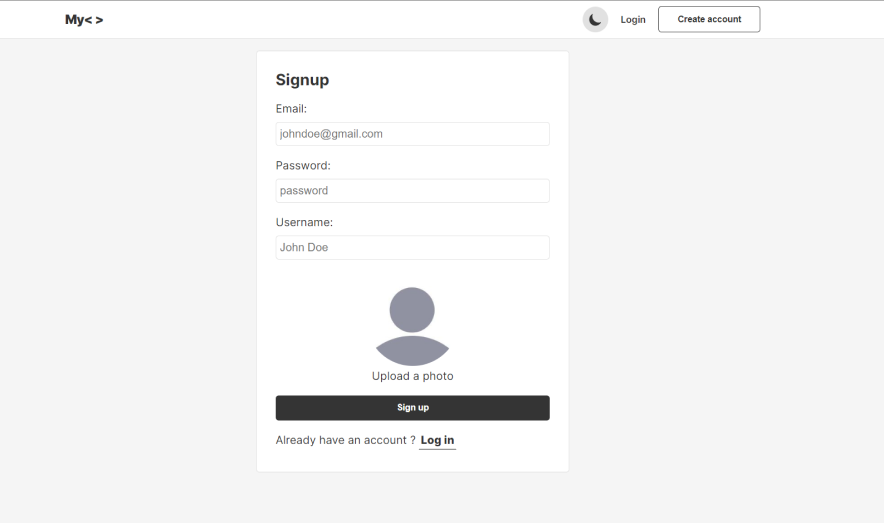 My< >
Login
Create account
Signup
Email:
johndoe@gmail.com
Password:
password
Username:
John Doe
Upload a photo
Sign up
Already have an account ? Log in